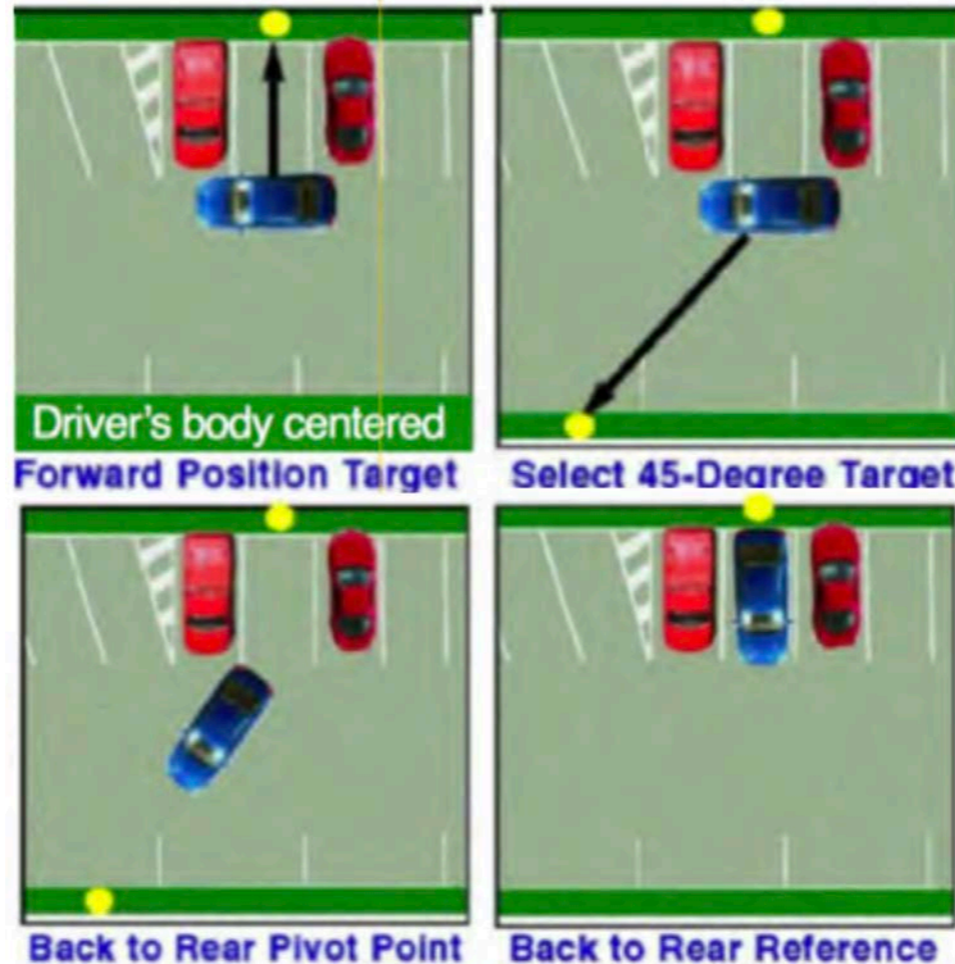 Driver's body centered
Forward Position Target
Select 45-Degree Target
Back to Rear Pivot Point
Back to Rear Reference